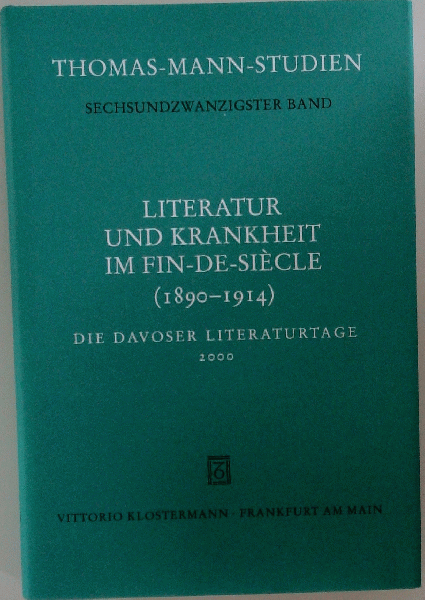 THOMAS-MANN-STUDIEN
SECHSUNDZWANZIGSTER BAND
LITERATUR
UND KRANKHEIT
IM FIN-DE-SIÈCLE
(1890–1914)
DIE DAVOSER LITERATURTAGE
2000
VITTORIO KLOSTERMANN · FRANKFURT AM MAIN